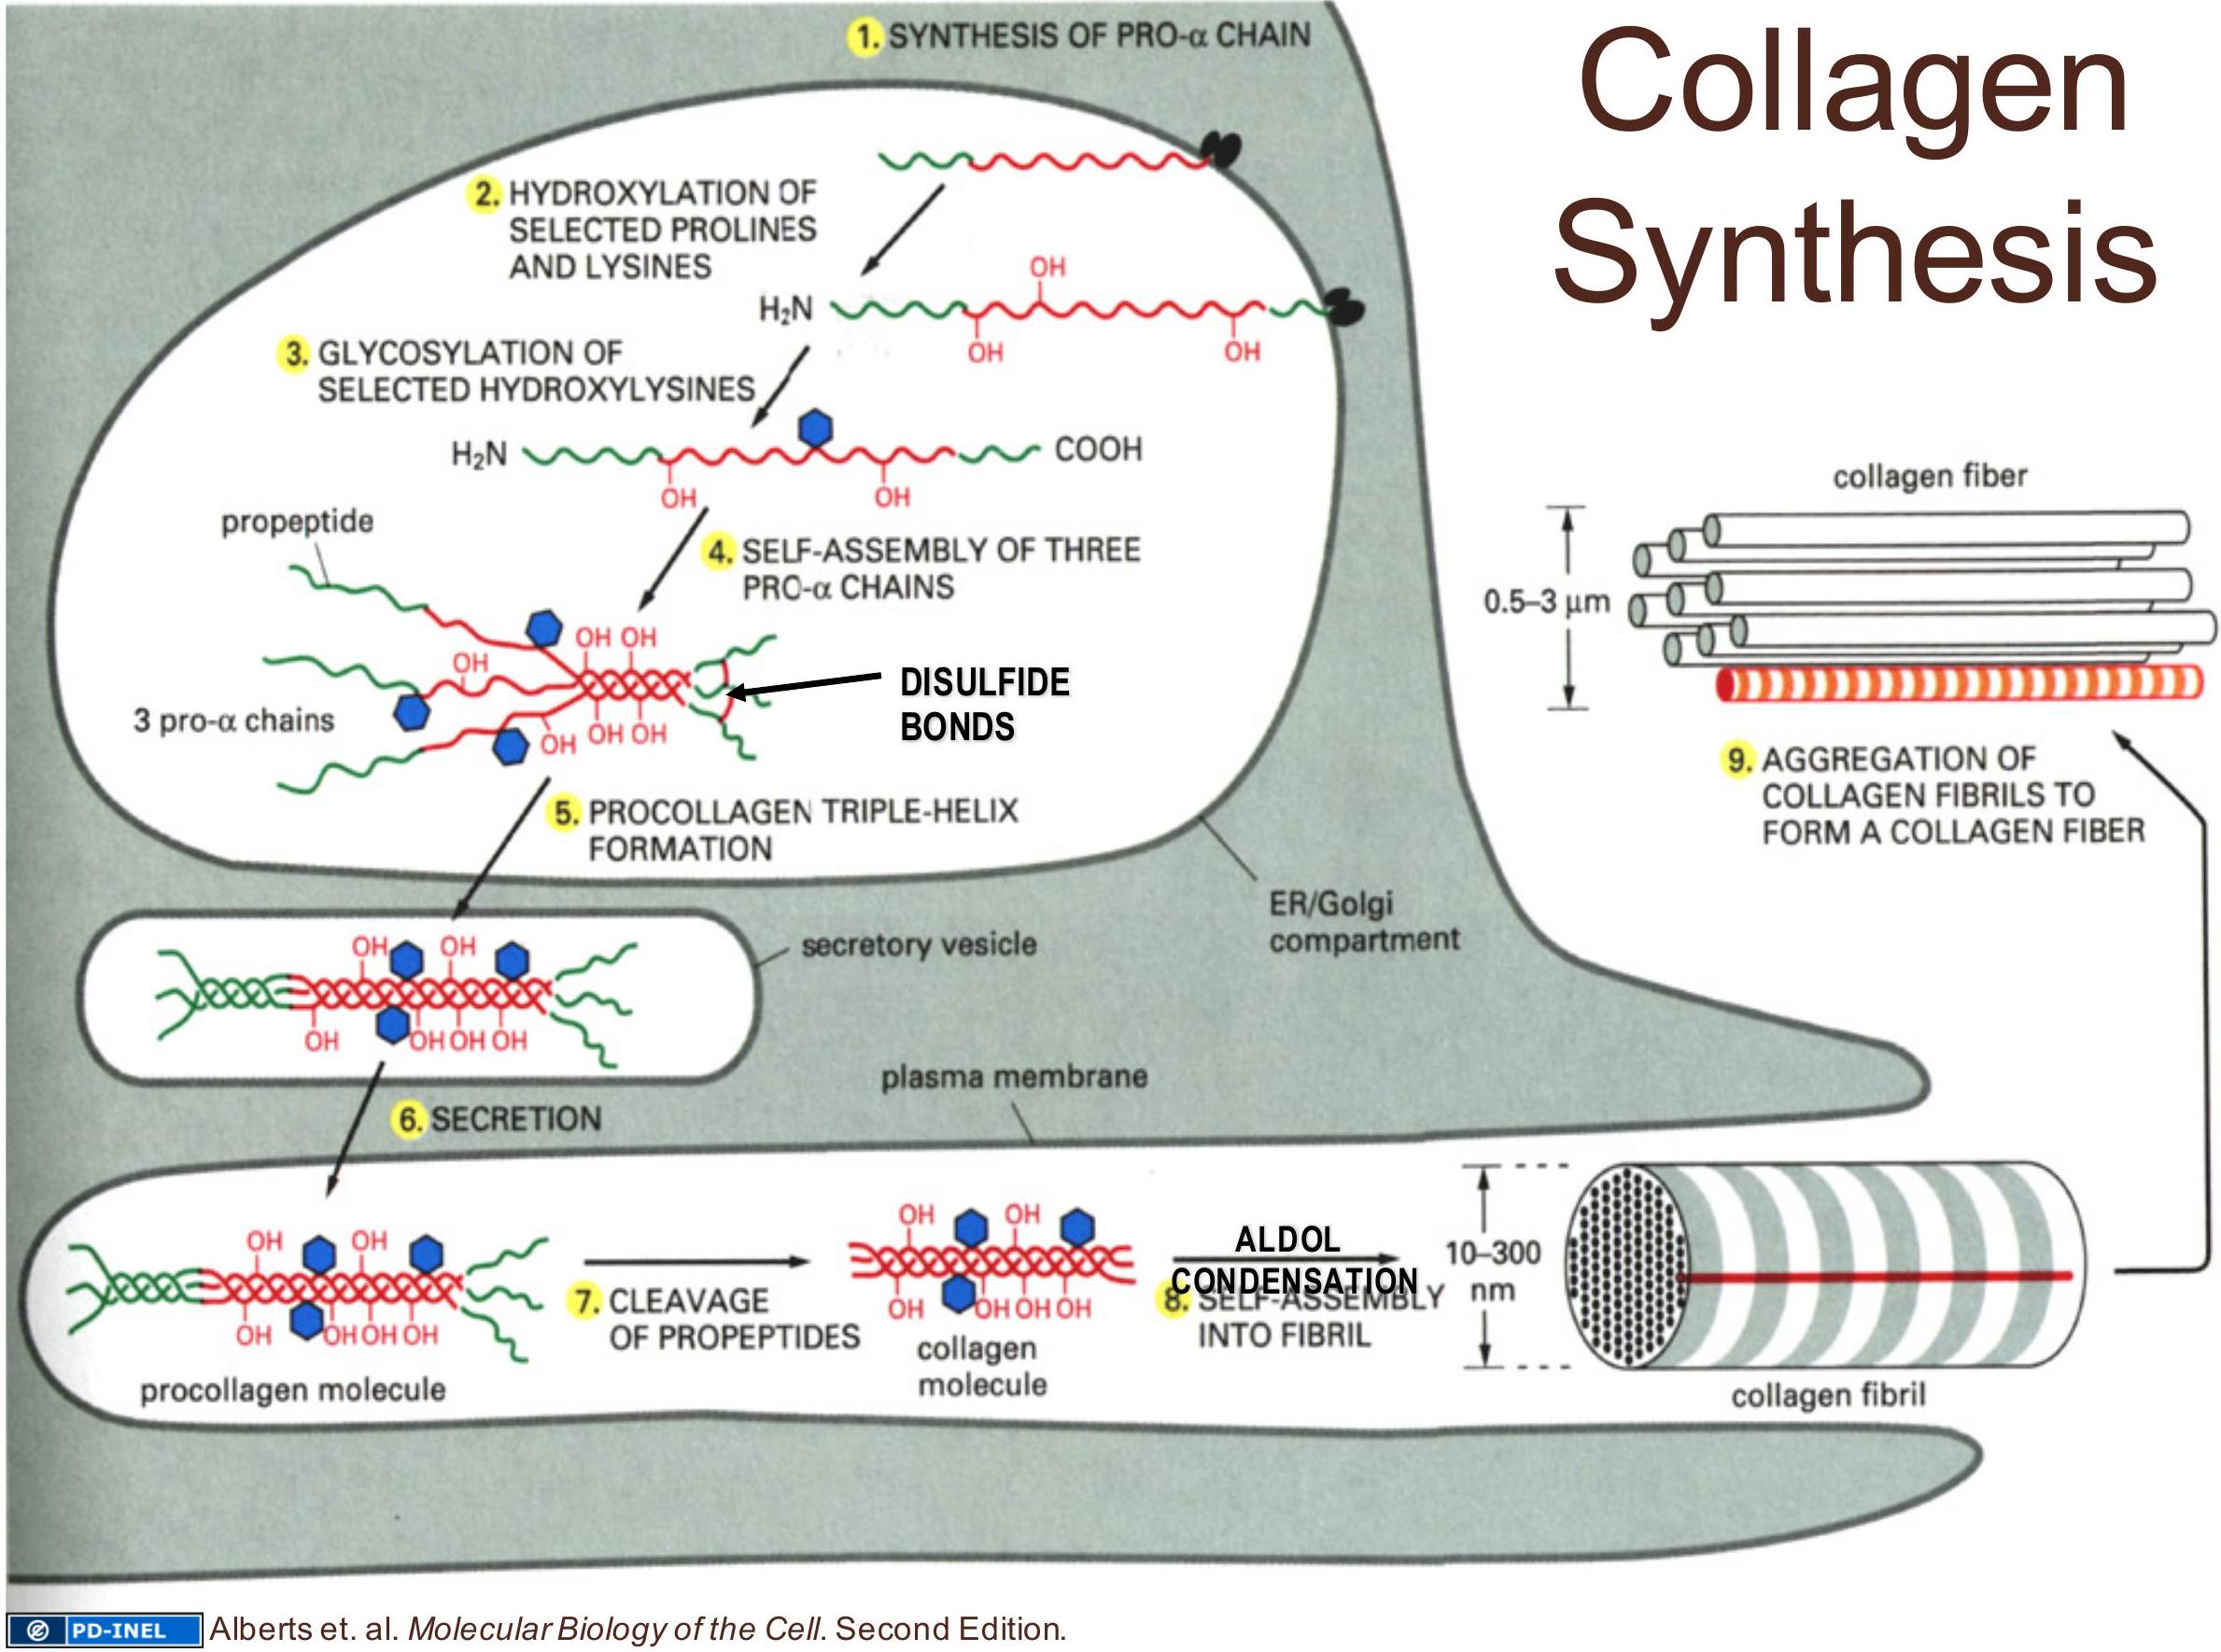 Collagen
Synthesis
1. SYNTHESIS OF PRO-α CHAIN
2. HYDROXYLATION OF
SELECTED PROLINES
AND LYSINES
OH
H₂N
OH
OH
3. GLYCOSYLATION OF
SELECTED HYDROXYLYSINES
H₂N
COOH
OH
OH
propeptide
4. SELF-ASSEMBLY OF THREE
PRO-α CHAINS
OH OH
OH
3 pro-α chains
OH
OH OH
DISULFIDE
BONDS
5. PROCOLLAGEN TRIPLE-HELIX
FORMATION
ER/Golgi
compartment
secretory vesicle
OH
OH
OH
OH OH OH
plasma membrane
6. SECRETION
OH
OH
OH
OH OH OH
procollagen molecule
7. CLEAVAGE
OF PROPEPTIDES
OH
OH
OH
OH OH OH
collagen
molecule
ALDOL
CONDENSATION
8. SELF-ASSEMBLY
INTO FIBRIL
10–300
nm
collagen fibril
collagen fiber
0.5–3 μm
9. AGGREGATION OF
COLLAGEN FIBRILS TO
FORM A COLLAGEN FIBER
PD-INEL
Alberts et. al. Molecular Biology of the Cell. Second Edition.